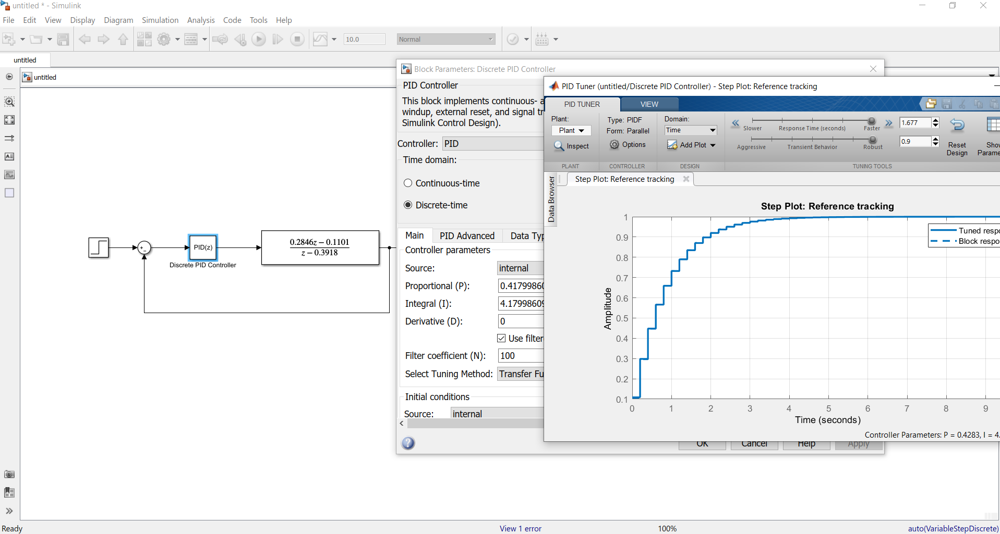 untitled * - Simulink
File Edit View Display Diagram Simulation Analysis Code Tools Help
10.0 Normal
untitled
untitled
PID(z)
Discrete PID Controller
0.2846z – 0.1101
z – 0.3918
Block Parameters: Discrete PID Controller
PID Controller
This block implements continuous- a
windup, external reset, and signal tr
Simulink Control Design).
Controller: PID
Time domain:
Continuous-time
Discrete-time
Main PID Advanced Data Typ
Controller parameters
Source: internal
Proportional (P): 0.4179986
Integral (I): 4.1799860
Derivative (D): 0
Use filter
Filter coefficient (N): 100
Select Tuning Method: Transfer Fu
Initial conditions
Source: internal
OK Cancel Help Apply
PID Tuner (untitled/Discrete PID Controller) - Step Plot: Reference tracking
PID TUNER VIEW
Plant:
Plant
Inspect
PLANT
Type: PIDF
Form: Parallel
Options
CONTROLLER
Domain:
Time
Add Plot
DESIGN
Slower Response Time (seconds) Faster 1.677
Aggressive Transient Behavior Robust 0.9
Reset
Design
Show
Parame
TUNING TOOLS
Data Browser
Step Plot: Reference tracking
Step Plot: Reference tracking
Tuned respo
Block respo
Amplitude
1
0.9
0.8
0.7
0.6
0.5
0.4
0.3
0.2
0.1
0 1 2 3 4 5 6 7 8 9
Time (seconds)
Controller Parameters: P = 0.4283, I = 4.
Ready View 1 error 100% auto(VariableStepDiscrete)